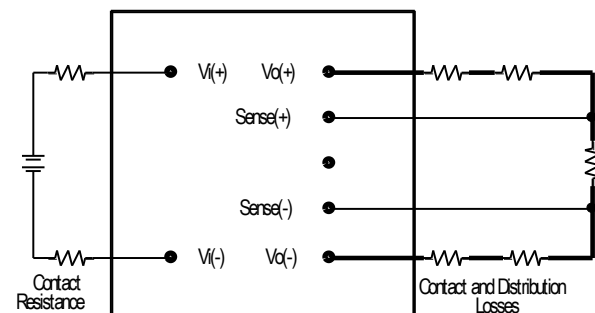 Vi(+) Vo(+)
Sense(+)
Sense(-)
Vi(-) Vo(-)
Contact
Resistance
Contact and Distribution
Losses